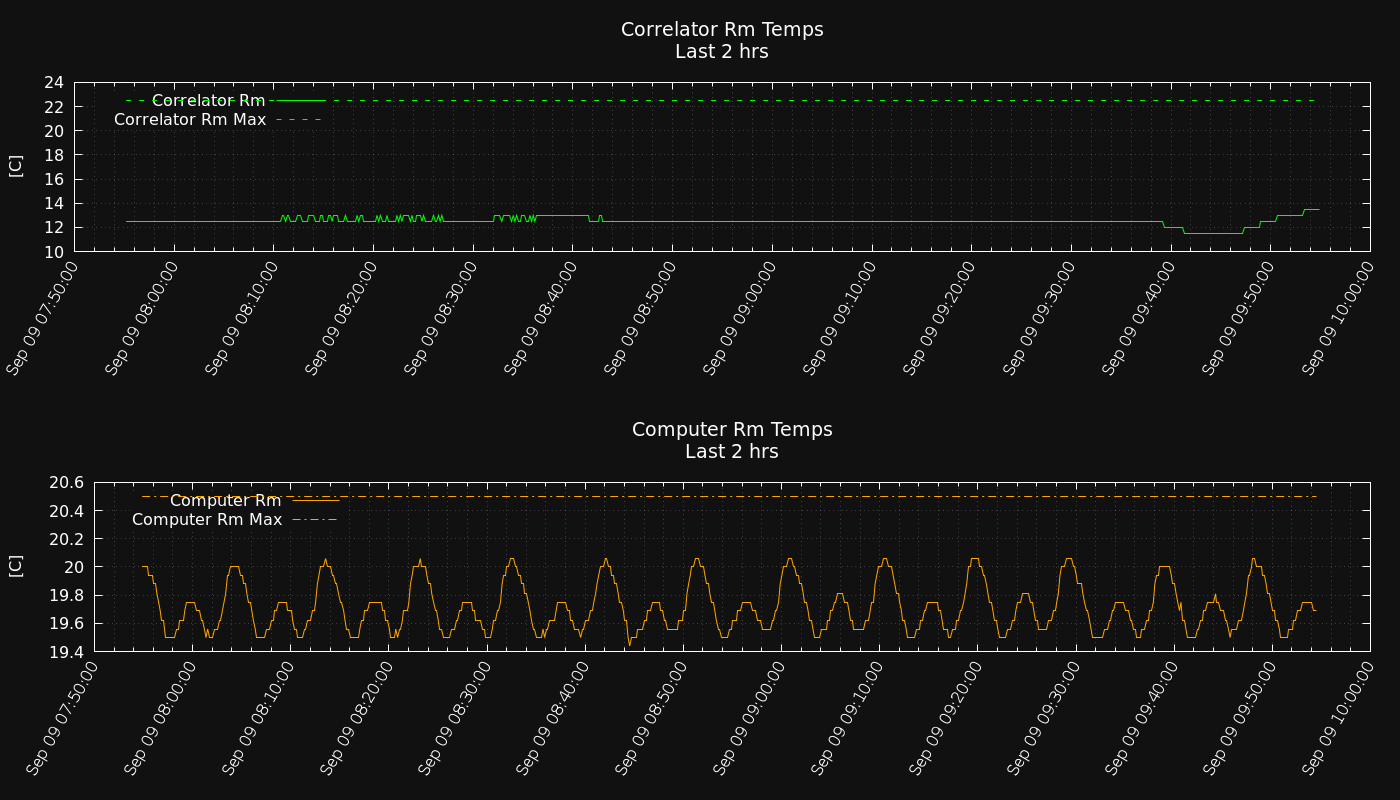 Correlator Rm Temps
Last 2 hrs
[C]
24
22
20
18
16
14
12
10
Correlator Rm
Correlator Rm Max
Sep 09 07:50:00
Sep 09 08:00:00
Sep 09 08:10:00
Sep 09 08:20:00
Sep 09 08:30:00
Sep 09 08:40:00
Sep 09 08:50:00
Sep 09 09:00:00
Sep 09 09:10:00
Sep 09 09:20:00
Sep 09 09:30:00
Sep 09 09:40:00
Sep 09 09:50:00
Sep 09 10:00:00
Computer Rm Temps
Last 2 hrs
[C]
20.6
20.4
20.2
20
19.8
19.6
19.4
Computer Rm
Computer Rm Max
Sep 09 07:50:00
Sep 09 08:00:00
Sep 09 08:10:00
Sep 09 08:20:00
Sep 09 08:30:00
Sep 09 08:40:00
Sep 09 08:50:00
Sep 09 09:00:00
Sep 09 09:10:00
Sep 09 09:20:00
Sep 09 09:30:00
Sep 09 09:40:00
Sep 09 09:50:00
Sep 09 10:00:00